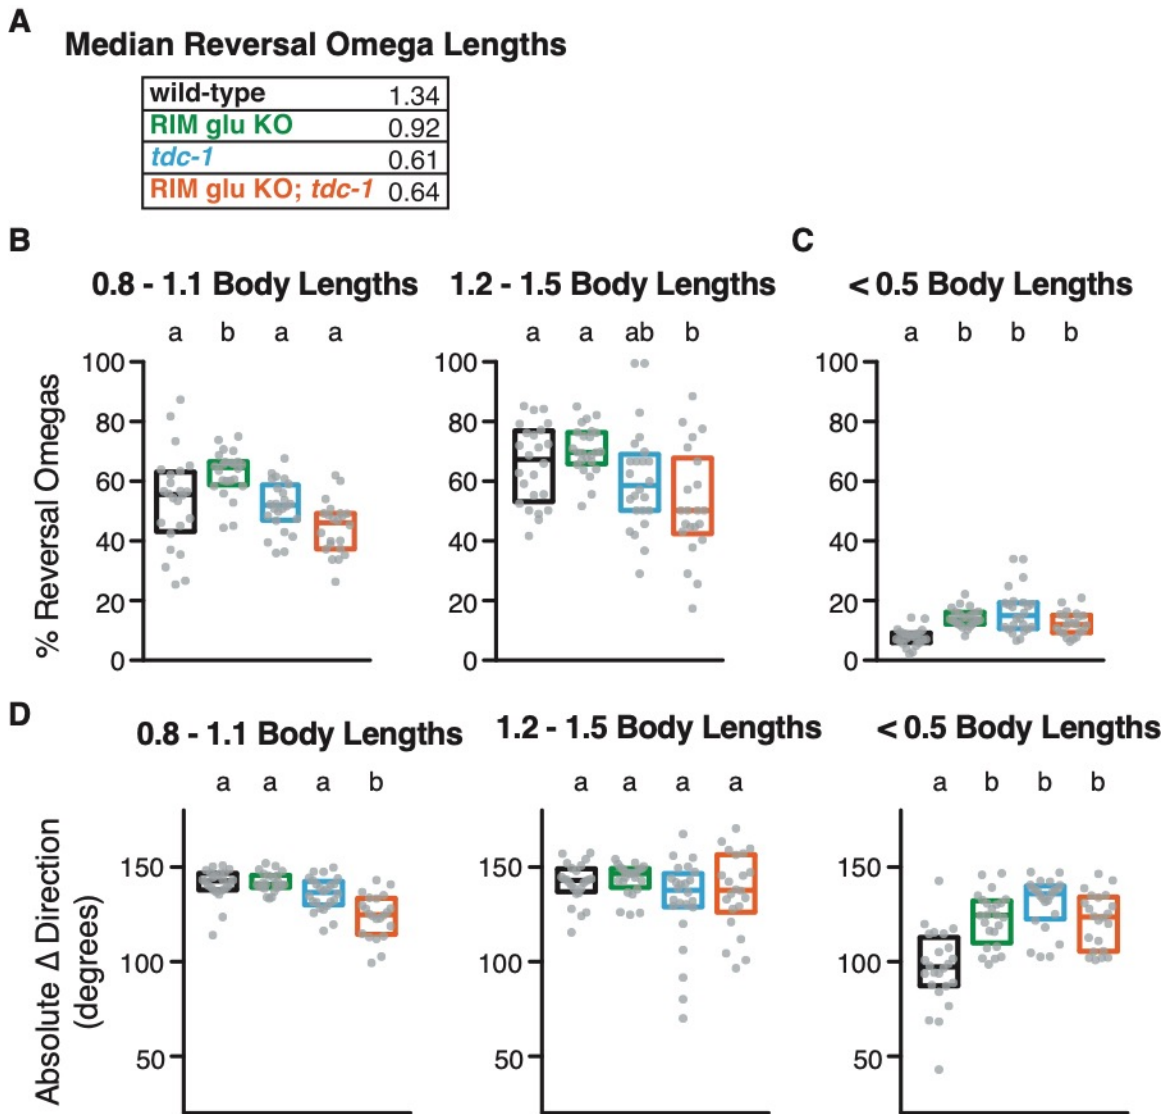 A
Median Reversal Omega Lengths
wild-type 1.34
RIM glu KO 0.92
tdc-1 0.61
RIM glu KO; tdc-1 0.64
B
C
0.8 - 1.1 Body Lengths
1.2 - 1.5 Body Lengths
< 0.5 Body Lengths
a b a a
a a ab b
a b b b
% Reversal Omegas
100
80
60
40
20
0
100
80
60
40
20
0
100
80
60
40
20
0
D
0.8 - 1.1 Body Lengths
1.2 - 1.5 Body Lengths
< 0.5 Body Lengths
a a a b
a a a a
a b b b
Absolute Δ Direction
(degrees)
150
100
50
150
100
50
150
100
50